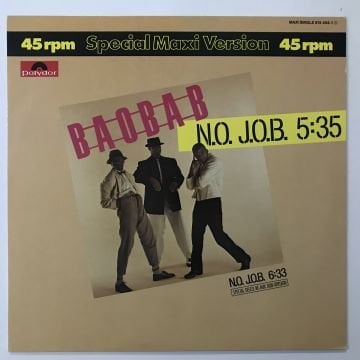 MAXI SINGLE
45 rpm Special Maxi Version 45 rpm
polydor
BAOBAB
N.O. J.O.B. 5:35
N.O. J.O.B. 6:33